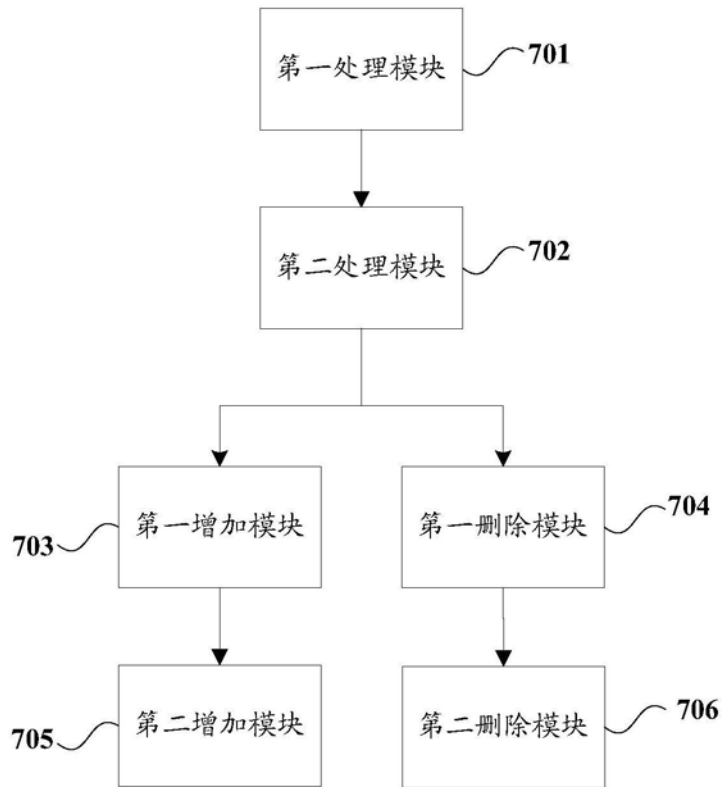 第一处理模块
701
第二处理模块
702
第一增加模块
703
第一删除模块
704
第二增加模块
705
第二删除模块
706